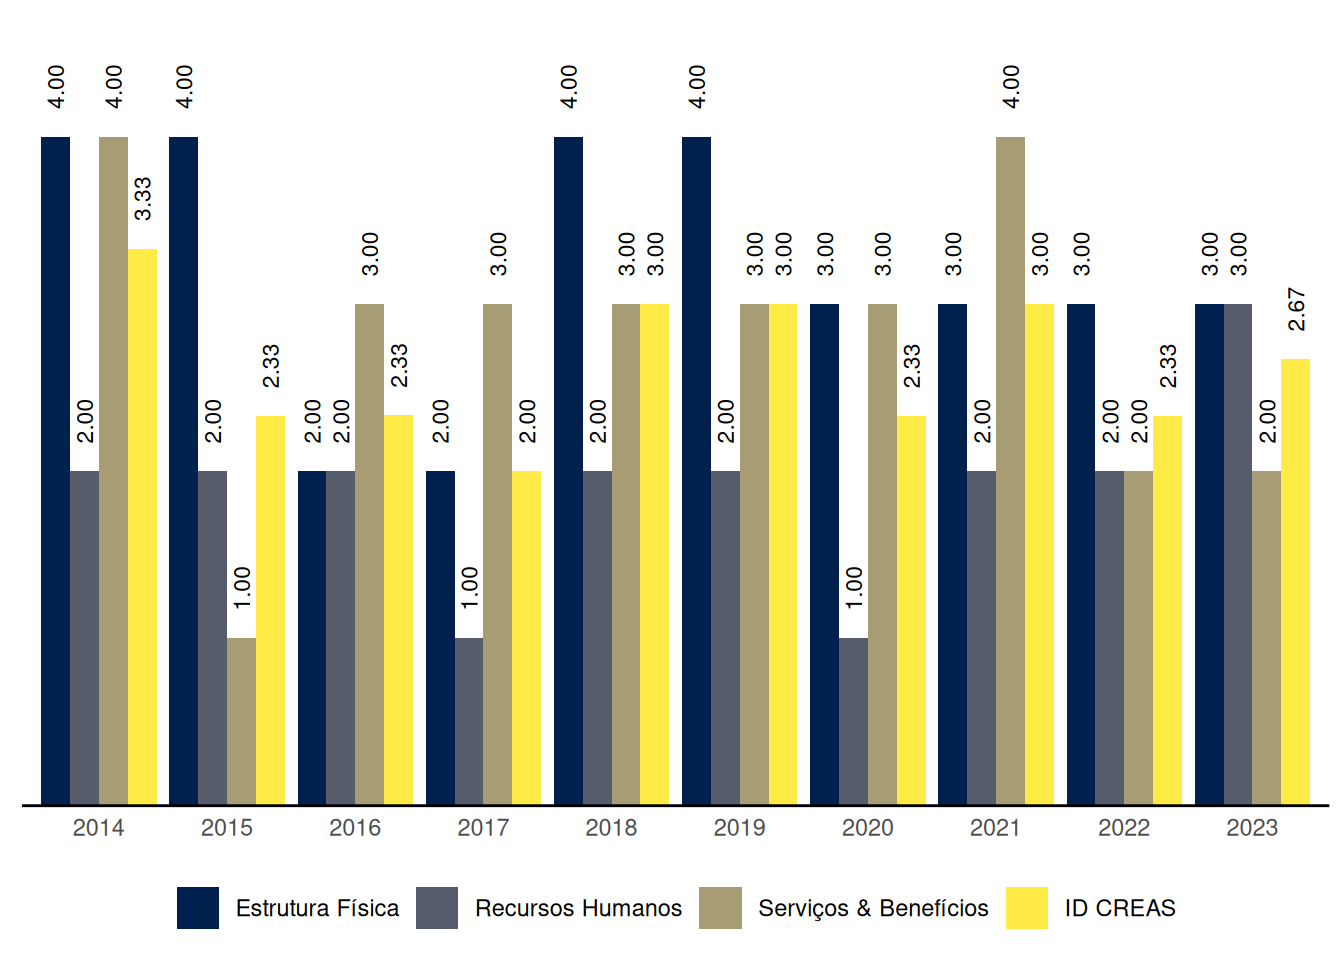 4.00 2.00 4.00 3.33 4.00 2.00 1.00 2.33 2.00 2.00 3.00 2.33 2.00 1.00 3.00 2.00 4.00 2.00 3.00 3.00 4.00 2.00 3.00 3.00 3.00 1.00 3.00 2.33 3.00 2.00 4.00 3.00 3.00 2.00 2.00 2.33 3.00 3.00 2.00 2.67
2014 2015 2016 2017 2018 2019 2020 2021 2022 2023
Estrutura Física Recursos Humanos Serviços & Benefícios ID CREAS